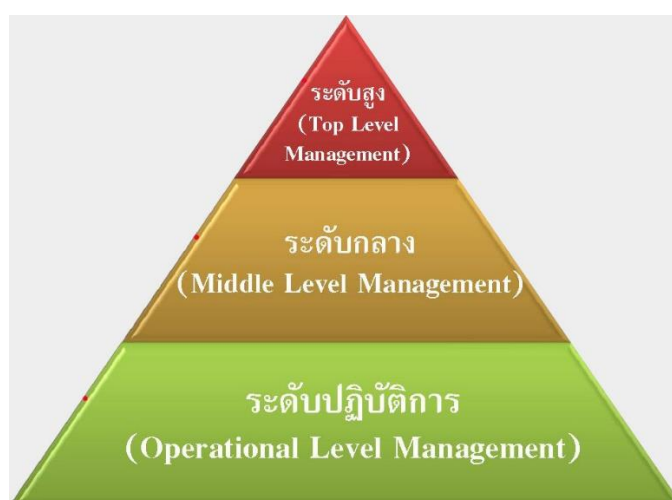 ระดับสูง
(Top Level
Management)
ระดับกลาง
(Middle Level Management)
ระดับปฏิบัติการ
(Operational Level Management)